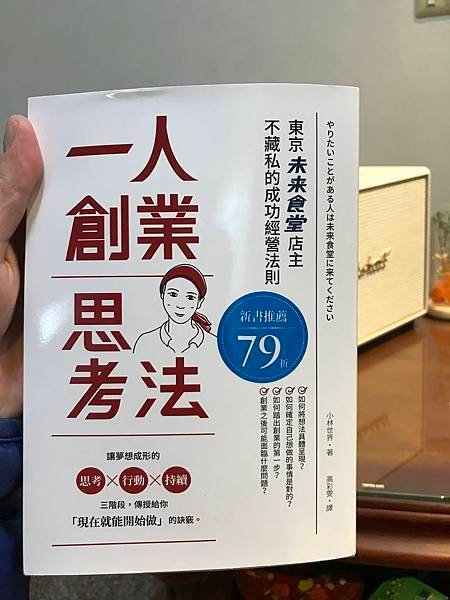 やりたいことがある人は未来食堂に来てください
東京 未来食堂 店主
不藏私的成功經營法則
一人
創業
思
考法
新書推薦
79折
如何將想法具體呈現？
如何確定自己想做的事情是對的？
如何踏出創業的第一步？
創業之後可能面臨什麼問題？
小林世界・著
高彩雯・譯
讓夢想成形的
思考×行動×持續
三階段，傳授給你
「現在就能開始做」的訣竅。
Marshall